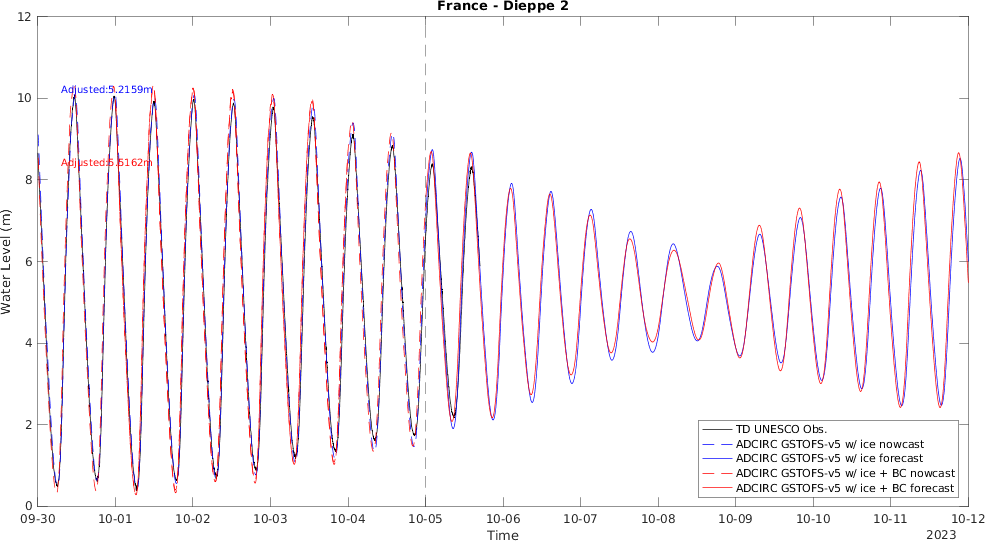 France - Dieppe 2
12
10
8
6
4
2
0
Water Level (m)
Adjusted:5.2159m
Adjusted:5.5162m
TD UNESCO Obs.
ADCIRC GSTOFS-v5 w/ ice nowcast
ADCIRC GSTOFS-v5 w/ ice forecast
ADCIRC GSTOFS-v5 w/ ice + BC nowcast
ADCIRC GSTOFS-v5 w/ ice + BC forecast
09-30 10-01 10-02 10-03 10-04 10-05 10-06 10-07 10-08 10-09 10-10 10-11 10-12
Time
2023